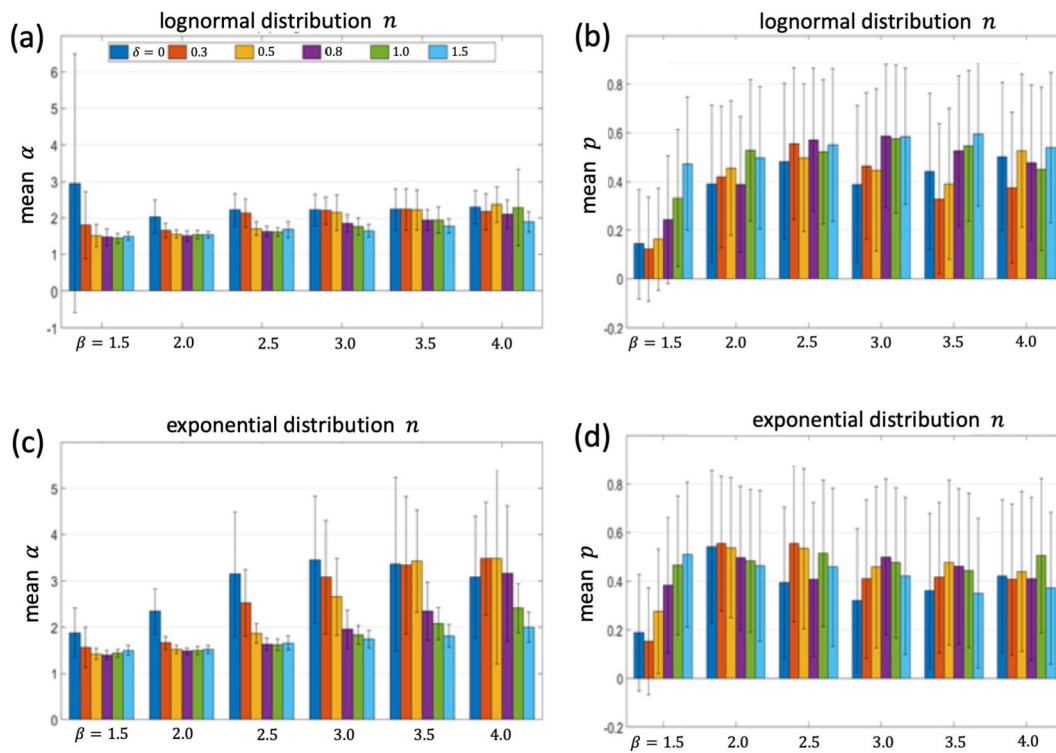 (a)
lognormal distribution n
δ = 0 0.3 0.5 0.8 1.0 1.5
mean α
6
5
4
3
2
1
0
-1
β = 1.5 2.0 2.5 3.0 3.5 4.0
(b)
lognormal distribution n
mean p
0.8
0.6
0.4
0.2
0
-0.2
β = 1.5 2.0 2.5 3.0 3.5 4.0
(c)
exponential distribution n
mean α
5
4
3
2
1
0
β = 1.5 2.0 2.5 3.0 3.5 4.0
(d)
exponential distribution n
mean p
0.8
0.6
0.4
0.2
0
-0.2
β = 1.5 2.0 2.5 3.0 3.5 4.0